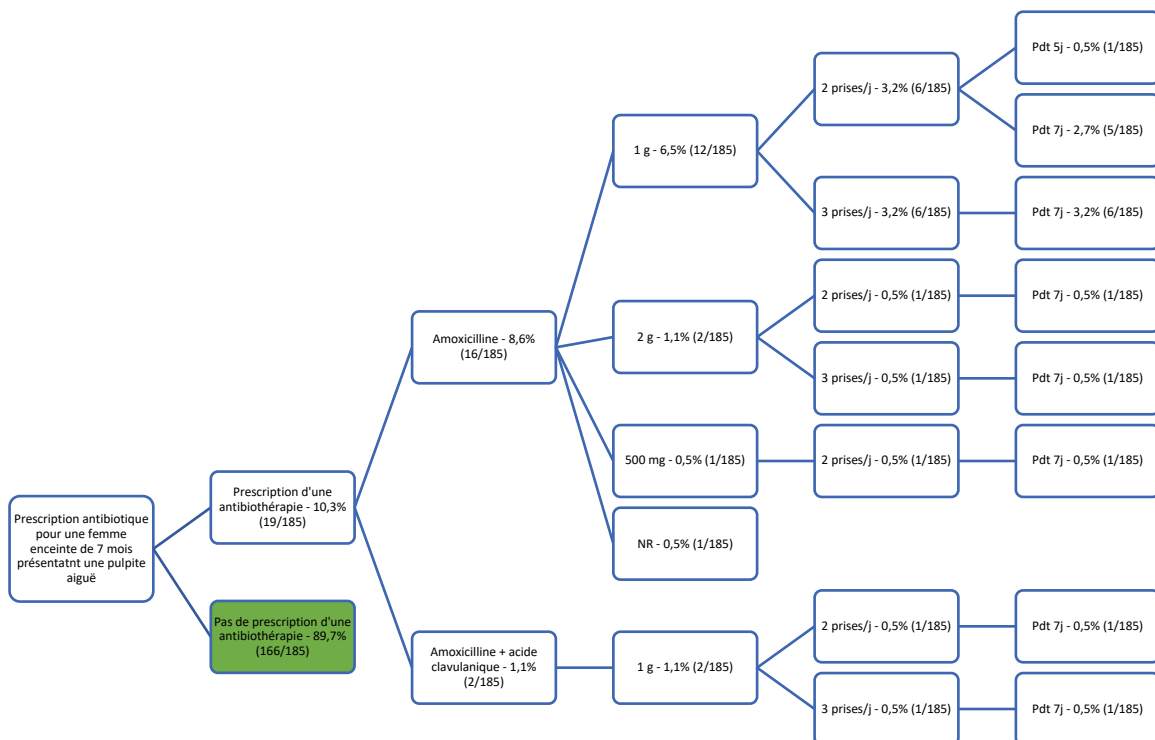 Prescription antibiotique
pour une femme
enceinte de 7 mois
présentatnt une pulpite
aiguë
Prescription d'une
antibiothérapie - 10,3%
(19/185)
Amoxicilline - 8,6%
(16/185)
1 g - 6,5% (12/185)
2 prises/j - 3,2% (6/185)
Pdt 5j - 0,5% (1/185)
Pdt 7j - 2,7% (5/185)
3 prises/j - 3,2% (6/185)
Pdt 7j - 3,2% (6/185)
2 g - 1,1% (2/185)
2 prises/j - 0,5% (1/185)
Pdt 7j - 0,5% (1/185)
3 prises/j - 0,5% (1/185)
Pdt 7j - 0,5% (1/185)
500 mg - 0,5% (1/185)
2 prises/j - 0,5% (1/185)
Pdt 7j - 0,5% (1/185)
NR - 0,5% (1/185)
Amoxicilline + acide
clavulanique - 1,1%
(2/185)
1 g - 1,1% (2/185)
2 prises/j - 0,5% (1/185)
Pdt 7j - 0,5% (1/185)
3 prises/j - 0,5% (1/185)
Pdt 7j - 0,5% (1/185)
Pas de prescription d'une
antibiothérapie - 89,7%
(166/185)